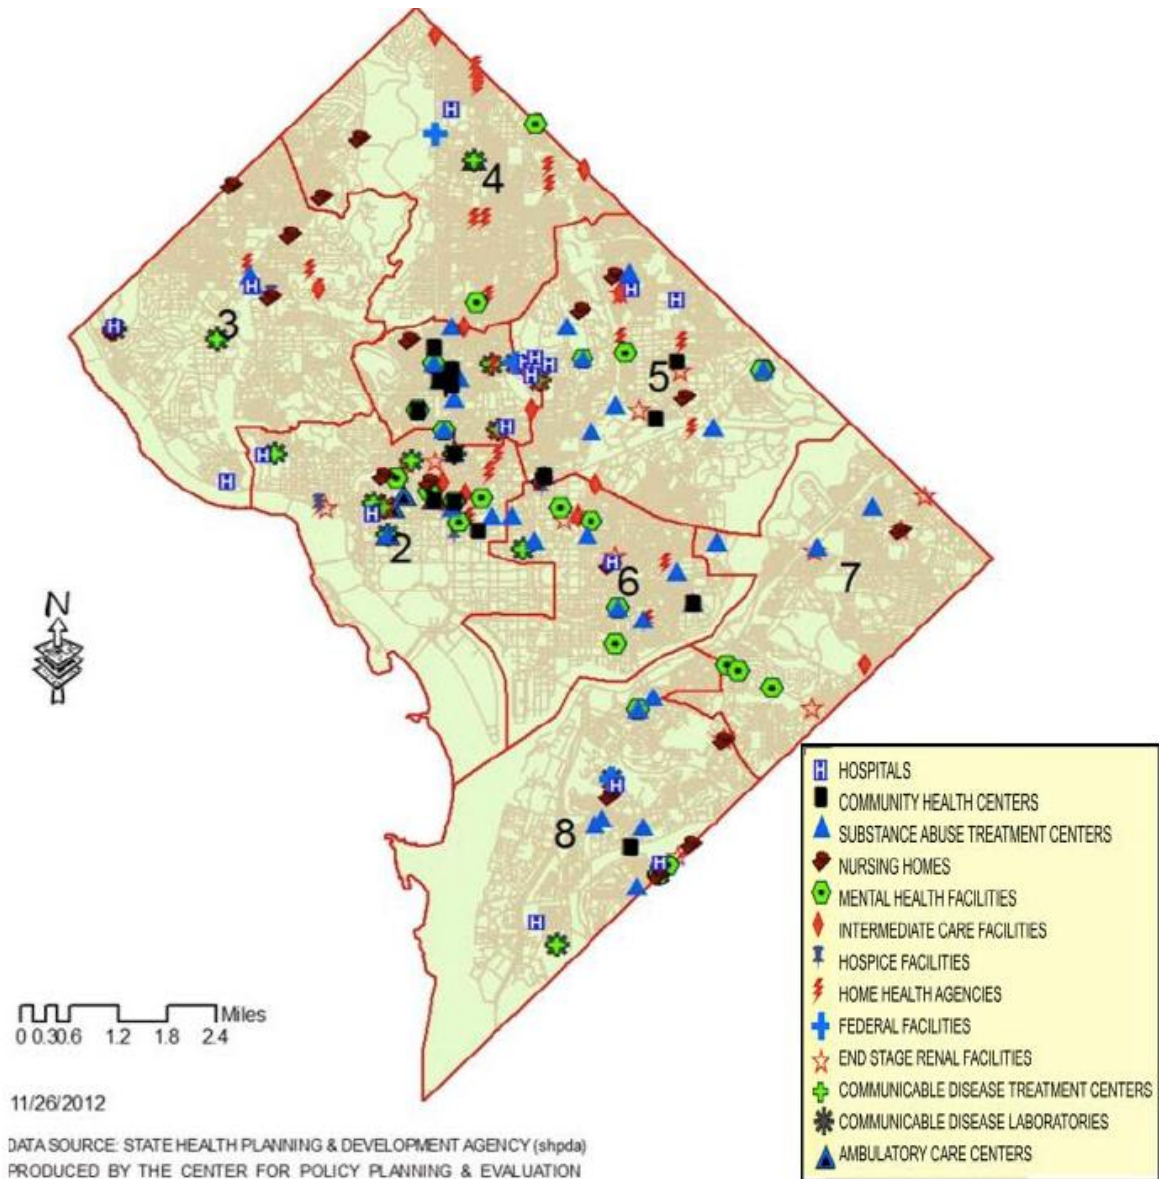 4
3
5
2
6
7
N
8
H HOSPITALS
COMMUNITY HEALTH CENTERS
SUBSTANCE ABUSE TREATMENT CENTERS
NURSING HOMES
MENTAL HEALTH FACILITIES
INTERMEDIATE CARE FACILITIES
HOSPICE FACILITIES
HOME HEALTH AGENCIES
FEDERAL FACILITIES
END STAGE RENAL FACILITIES
COMMUNICABLE DISEASE TREATMENT CENTERS
COMMUNICABLE DISEASE LABORATORIES
AMBULATORY CARE CENTERS
Miles
0 0.30.6 1.2 1.8 2.4
11/26/2012
DATA SOURCE: STATE HEALTH PLANNING & DEVELOPMENT AGENCY (shpda)
PRODUCED BY THE CENTER FOR POLICY PLANNING & EVALUATION